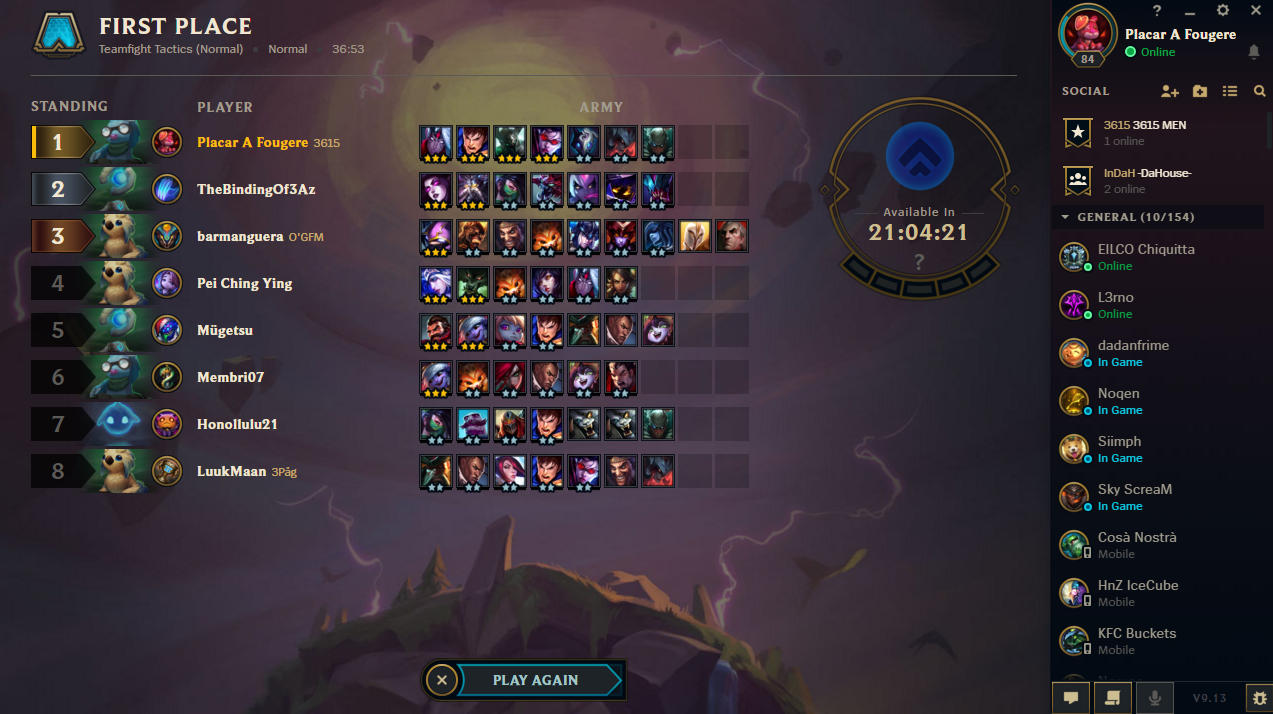 FIRST PLACE
Teamfight Tactics (Normal) Normal 36:53
STANDING PLAYER ARMY
1 Placar A Fougere 3615
2 TheBindingOf3Az
3 barmanguera O'GFM
4 Pei Ching Ying
5 Mügetsu
6 Membri07
7 Honollulu21
8 LuukMaan 3Påg
Available In
21:04:21
?
PLAY AGAIN
?
Placar A Fougere
Online
84
SOCIAL
3615 3615 MEN
1 online
InDaH -DaHouse-
2 online
GENERAL (10/154)
EILCO Chiquitta
Online
L3rno
Online
dadanfrime
In Game
Noqen
In Game
Siimph
In Game
Sky ScreaM
In Game
Cosà Nostrà
Mobile
HnZ IceCube
Mobile
KFC Buckets
Mobile
V9.13